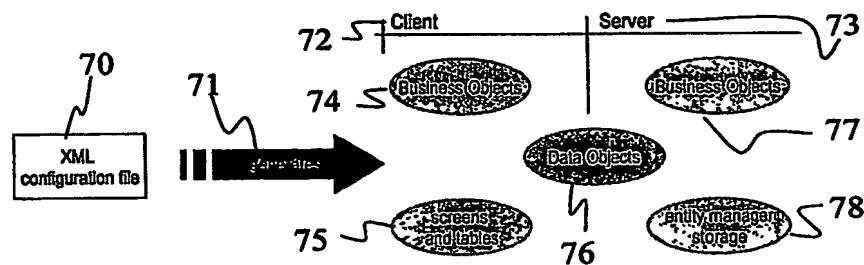 72
Client
Server
73
70
71
74
Business Objects
Business Objects
77
XML
configuration file
generates
Data Objects
75
screens
and tables
76
entity manager
storage
78